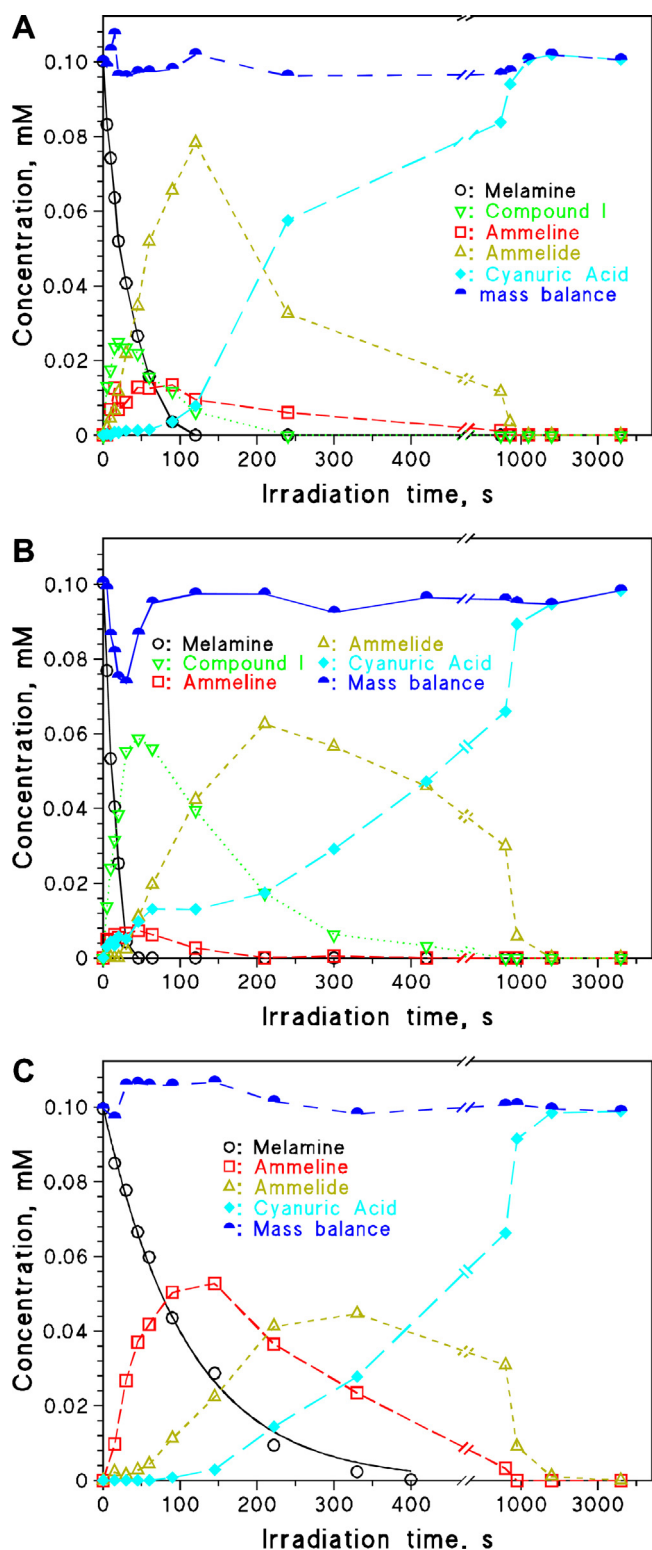 A
Concentration, mM
0.10
0.08
0.06
0.04
0.02
0
: Melamine
: Compound I
: Ammeline
: Ammelide
: Cyanuric Acid
: mass balance
0 100 200 300 400 1000 3000
Irradiation time, s
B
Concentration, mM
0.10
0.08
0.06
0.04
0.02
0
: Melamine : Ammelide
: Compound I : Cyanuric Acid
: Ammeline : Mass balance
0 100 200 300 400 1000 3000
Irradiation time, s
C
Concentration, mM
0.10
0.08
0.06
0.04
0.02
0
: Melamine
: Ammeline
: Ammelide
: Cyanuric Acid
: Mass balance
0 100 200 300 400 1000 3000
Irradiation time, s